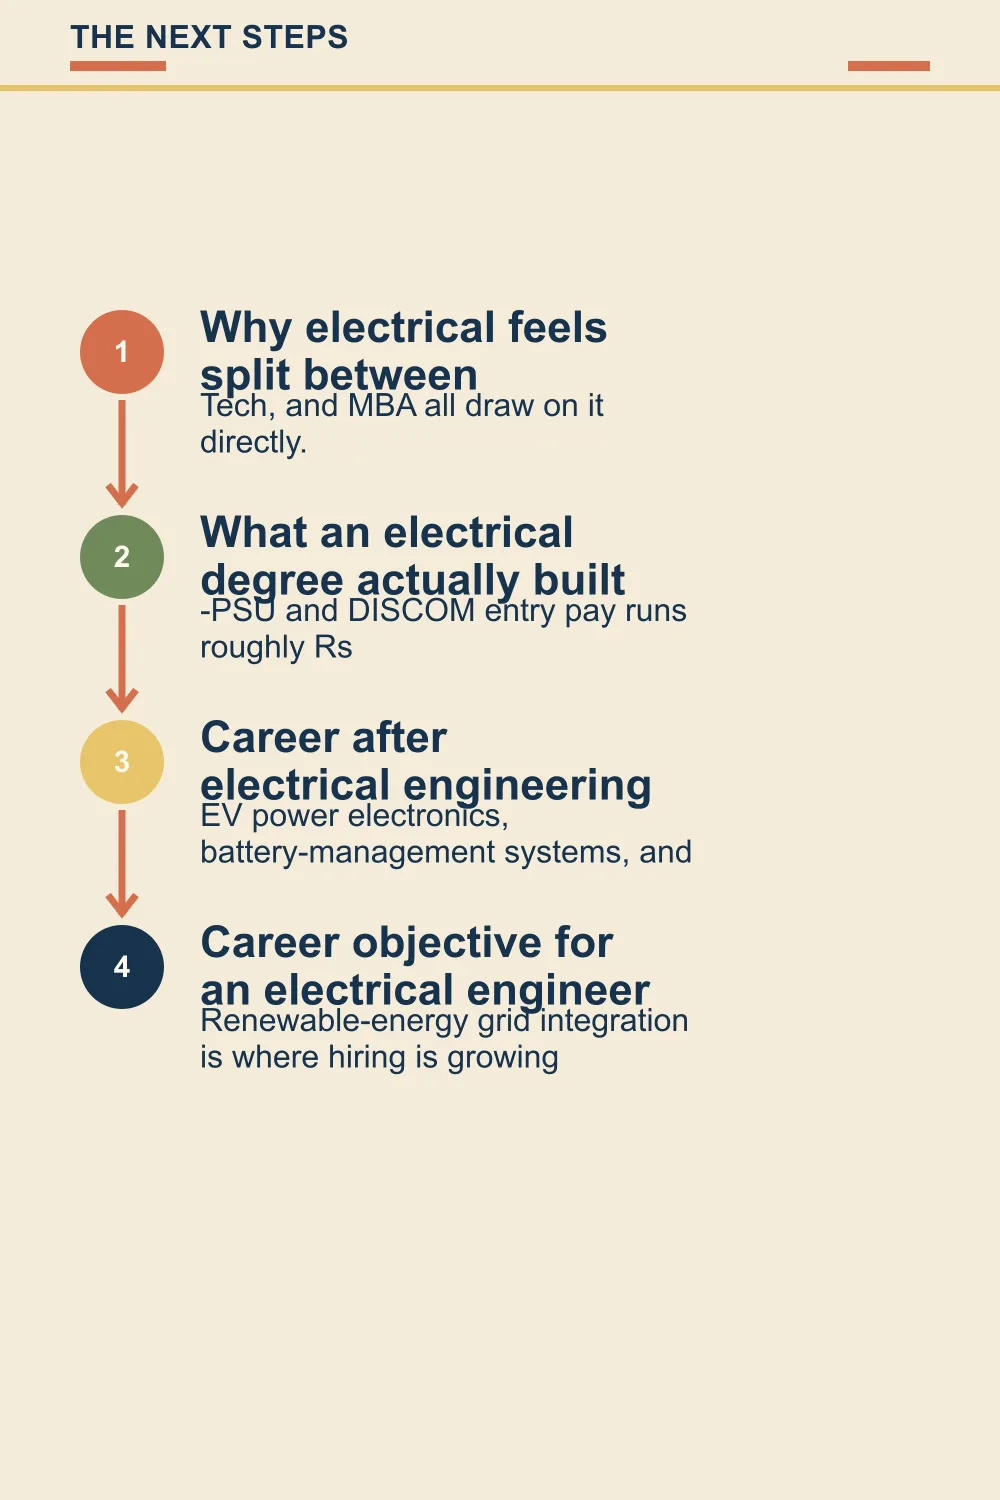 THE NEXT STEPS
1
Why electrical feels
split between
Tech, and MBA all draw on it
directly.
2
What an electrical
degree actually built
-PSU and DISCOM entry pay runs
roughly Rs
3
Career after
electrical engineering
EV power electronics,
battery-management systems, and
4
Career objective for
an electrical engineer
Renewable-energy grid integration
is where hiring is growing